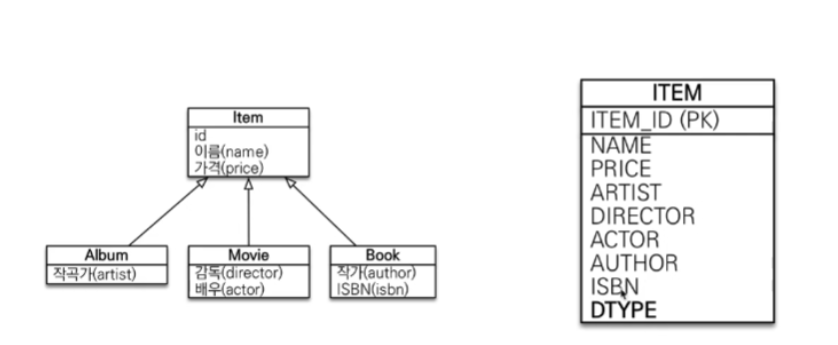 Item
id
이름(name)
가격(price)
Album
작곡가(artist)
Movie
감독(director)
배우(actor)
Book
작가(author)
ISBN(isbn)
ITEM
ITEM_ID (PK)
NAME
PRICE
ARTIST
DIRECTOR
ACTOR
AUTHOR
ISBN
DTYPE